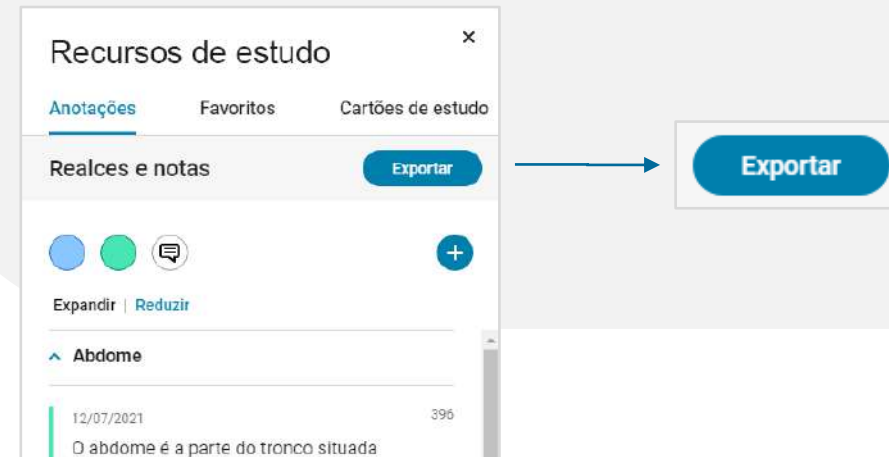 Recursos de estudo
×
Anotações Favoritos Cartões de estudo
Realces e notas Exportar
Exportar
+
Expandir | Reduzir
Abdome
12/07/2021 396
O abdome é a parte do tronco situada